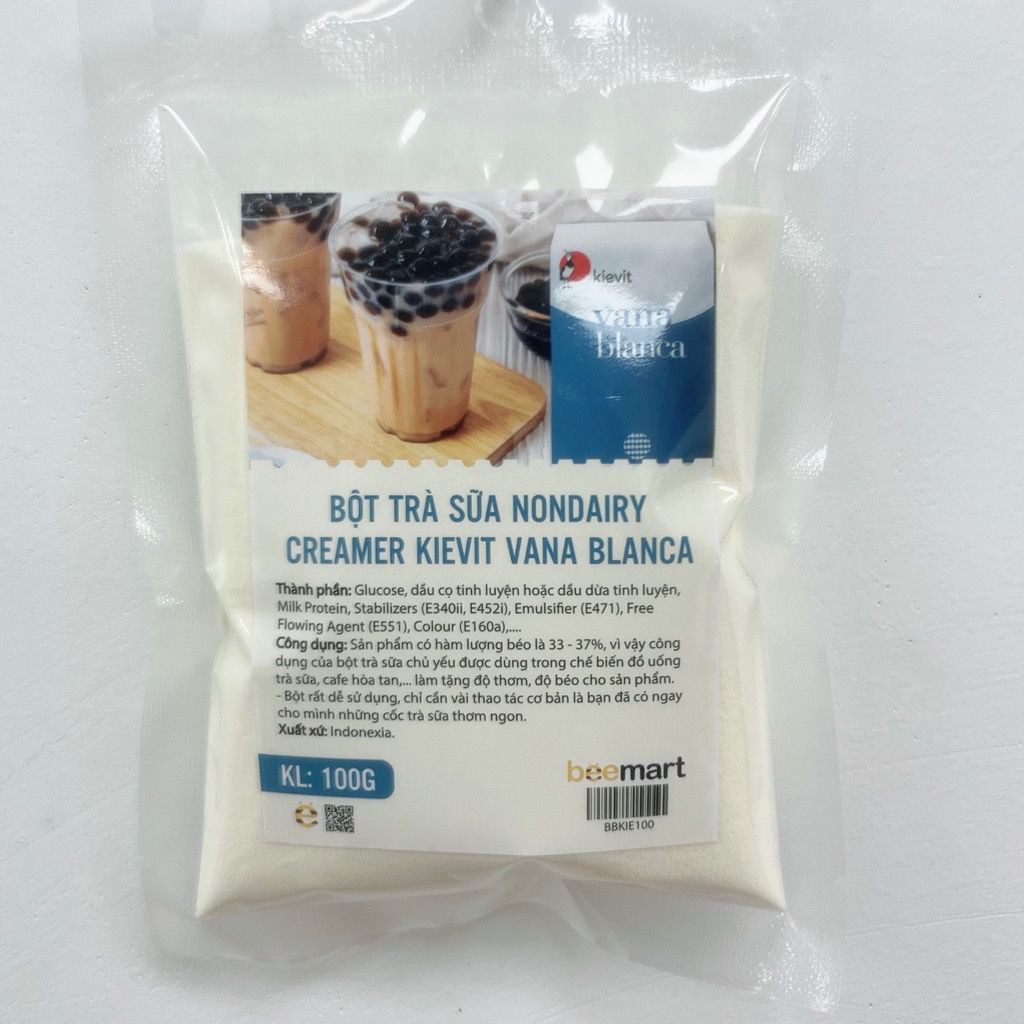 kievit
vana
blanca
BỘT TRÀ SỮA NONDAIRY
CREAMER KIEVIT VANA BLANCA
Thành phần: Glucose, dầu cọ tinh luyện hoặc dầu dừa tinh luyện,
Milk Protein, Stabilizers (E340ii, E452i), Emulsifier (E471), Free
Flowing Agent (E551), Colour (E160a),....
Công dụng: Sản phẩm có hàm lượng béo là 33 - 37%, vì vậy công
dụng của bột trà sữa chủ yếu được dùng trong chế biến đồ uống
trà sữa, cafe hòa tan,... làm tặng độ thơm, độ béo cho sản phẩm.
- Bột rất dễ sử dụng, chỉ cần vài thao tác cơ bản là bạn đã có ngay
cho mình những cốc trà sữa thơm ngon.
Xuất xứ: Indonexia.
KL: 100G
beemart
BBKIE100